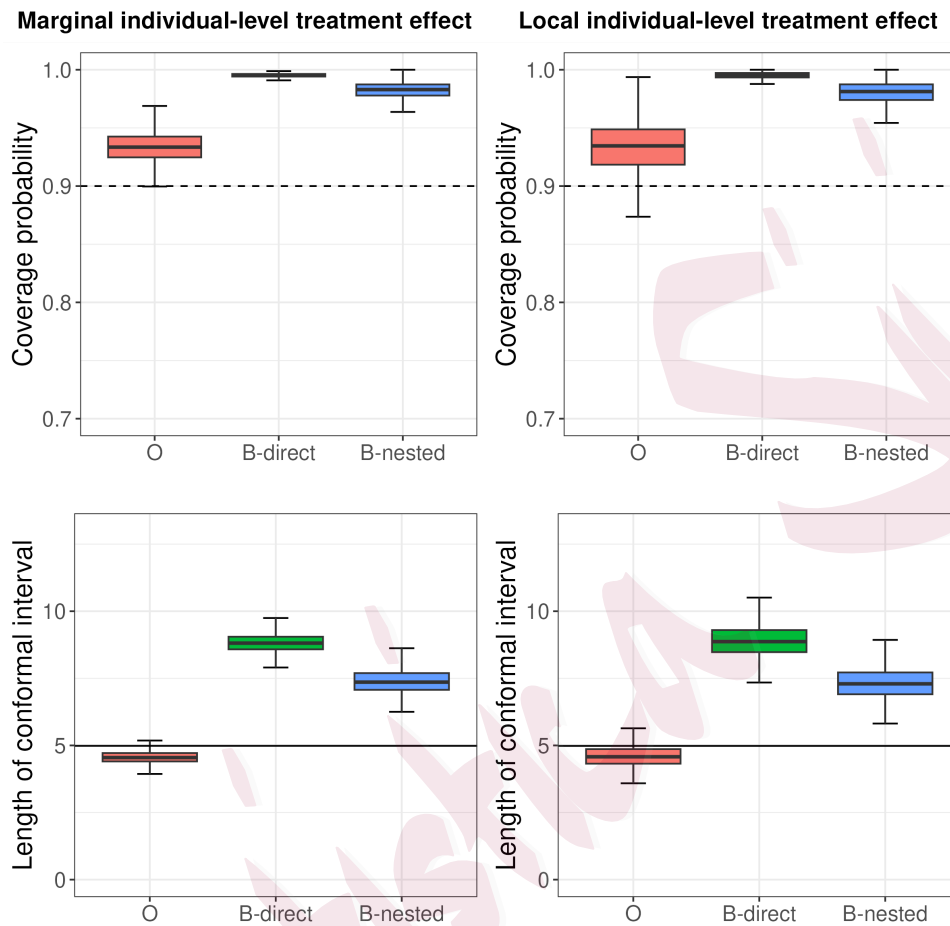 Marginal individual-level treatment effect
Local individual-level treatment effect
Coverage probability
1.0
0.9
0.8
0.7
O
B-direct
B-nested
Coverage probability
1.0
0.9
0.8
0.7
O
B-direct
B-nested
Length of conformal interval
10
5
0
O
B-direct
B-nested
Length of conformal interval
10
5
0
O
B-direct
B-nested